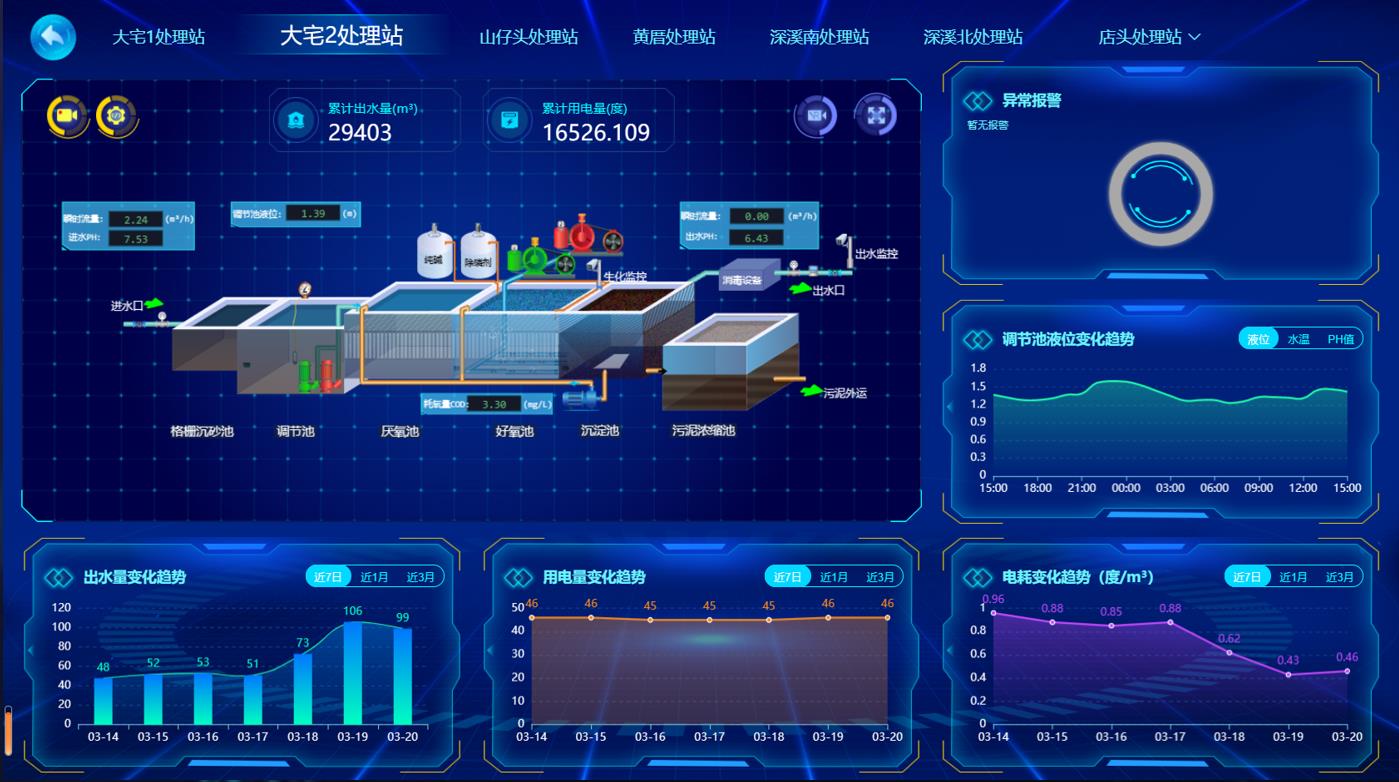 大宅1处理站
大宅2处理站
山仔头处理站
黄厝处理站
深溪南处理站
深溪北处理站
店头处理站
累计出水量(m³)
29403
累计用电量(度)
16526.109
瞬时流量: 2.24 (m³/h)
进水PH: 7.53
调节池液位: 1.39 (m)
瞬时流量: 0.00 (m³/h)
出水PH: 6.43
纯碱
除磷剂
生化监控
消毒设备
出水监控
出水口
进水口
污泥外运
耗氧量COD: 3.30 (mg/L)
格栅沉砂池
调节池
厌氧池
好氧池
沉淀池
污泥浓缩池
异常报警
暂无报警
调节池液位变化趋势
液位 水温 PH值
1.8
1.5
1.2
0.9
0.6
0.3
0
15:00 18:00 21:00 00:00 03:00 06:00 09:00 12:00 15:00
出水量变化趋势
近7日 近1月 近3月
120
100
80
60
40
20
0
48 52 53 51 73 106 99
03-14 03-15 03-16 03-17 03-18 03-19 03-20
用电量变化趋势
近7日 近1月 近3月
50
40
30
20
10
0
46 46 45 45 45 46 46
03-14 03-15 03-16 03-17 03-18 03-19 03-20
电耗变化趋势（度/m³）
近7日 近1月 近3月
1
0.8
0.6
0.4
0.2
0
0.96 0.88 0.85 0.88 0.62 0.43 0.46
03-14 03-15 03-16 03-17 03-18 03-19 03-20